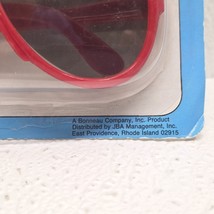 A Bonneau Company, Inc. Product
Distributed by JBA Management, Inc.
East Providence, Rhode Island 02915